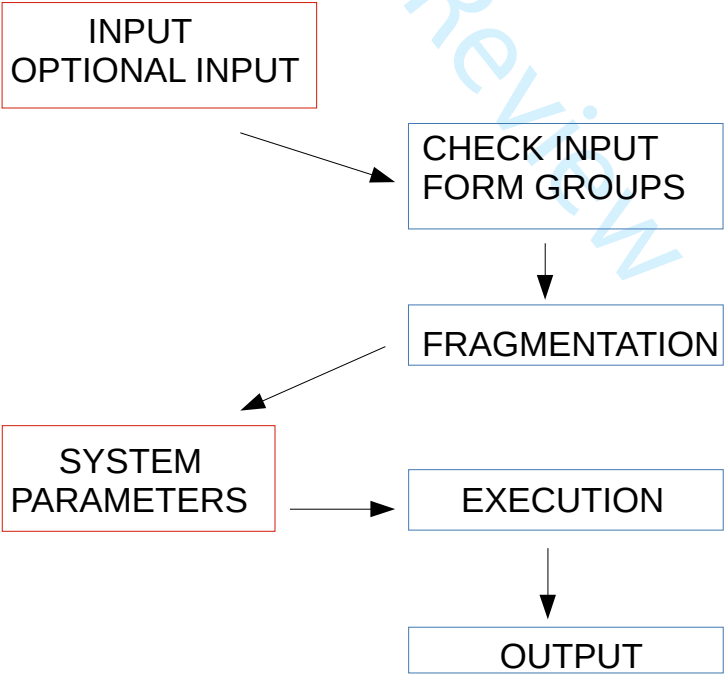 INPUT
OPTIONAL INPUT
Review
CHECK INPUT
FORM GROUPS
FRAGMENTATION
SYSTEM
PARAMETERS
EXECUTION
OUTPUT